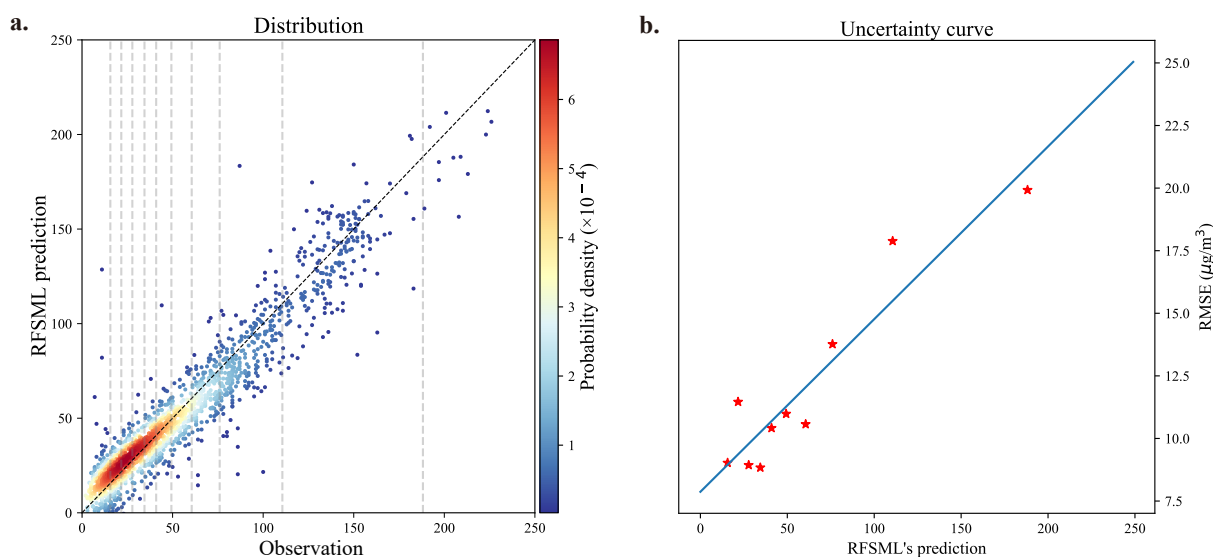 a.
Distribution
250
200
150
100
50
0
0 50 100 150 200 250
RFSML prediction
Observation
6
5
4
3
2
1
Probability density (×10⁻⁴)
b.
Uncertainty curve
25.0
22.5
20.0
17.5
15.0
12.5
10.0
7.5
RMSE (μg/m³)
0 50 100 150 200 250
RFSML's prediction